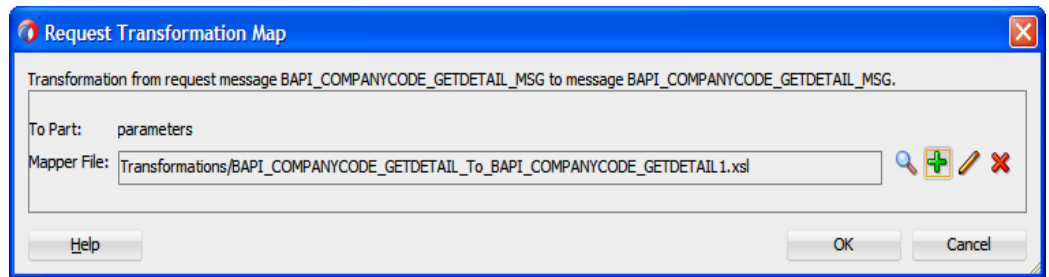 Request Transformation Map
Transformation from request message BAPI_COMPANYCODE_GETDETAIL_MSG to message BAPI_COMPANYCODE_GETDETAIL_MSG.
To Part: parameters
Mapper File: Transformations/BAPI_COMPANYCODE_GETDETAIL_To_BAPI_COMPANYCODE_GETDETAIL1.xsl
Help OK Cancel